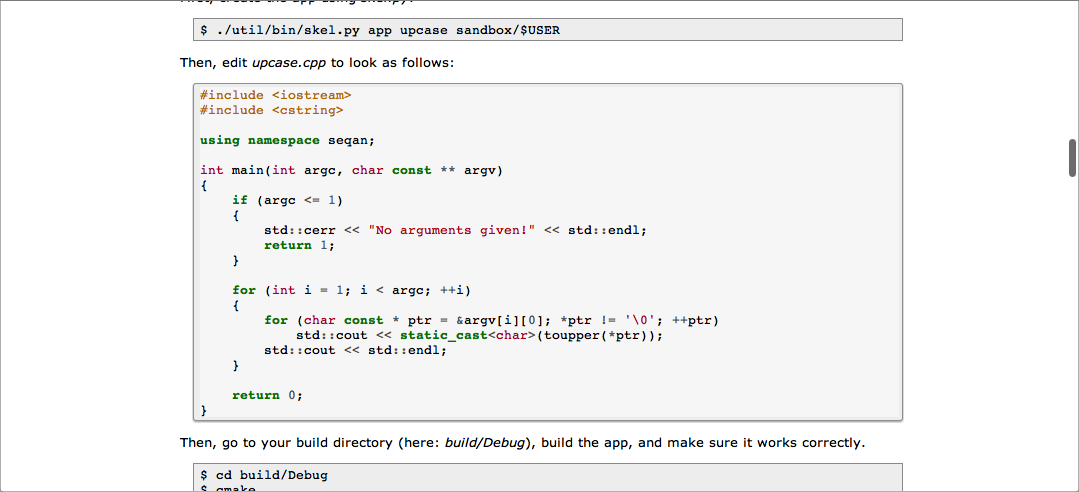 $ ./util/bin/skel.py app upcase sandbox/$USER
Then, edit upcase.cpp to look as follows:
#include <iostream>
#include <cstring>
using namespace seqan;
int main(int argc, char const ** argv)
{
    if (argc <= 1)
    {
        std::cerr << "No arguments given!" << std::endl;
        return 1;
    }
    for (int i = 1; i < argc; ++i)
    {
        for (char const * ptr = &argv[i][0]; *ptr != '\0'; ++ptr)
            std::cout << static_cast<char>(toupper(*ptr));
        std::cout << std::endl;
    }
    return 0;
}
Then, go to your build directory (here: build/Debug), build the app, and make sure it works correctly.
$ cd build/Debug
$ cmake